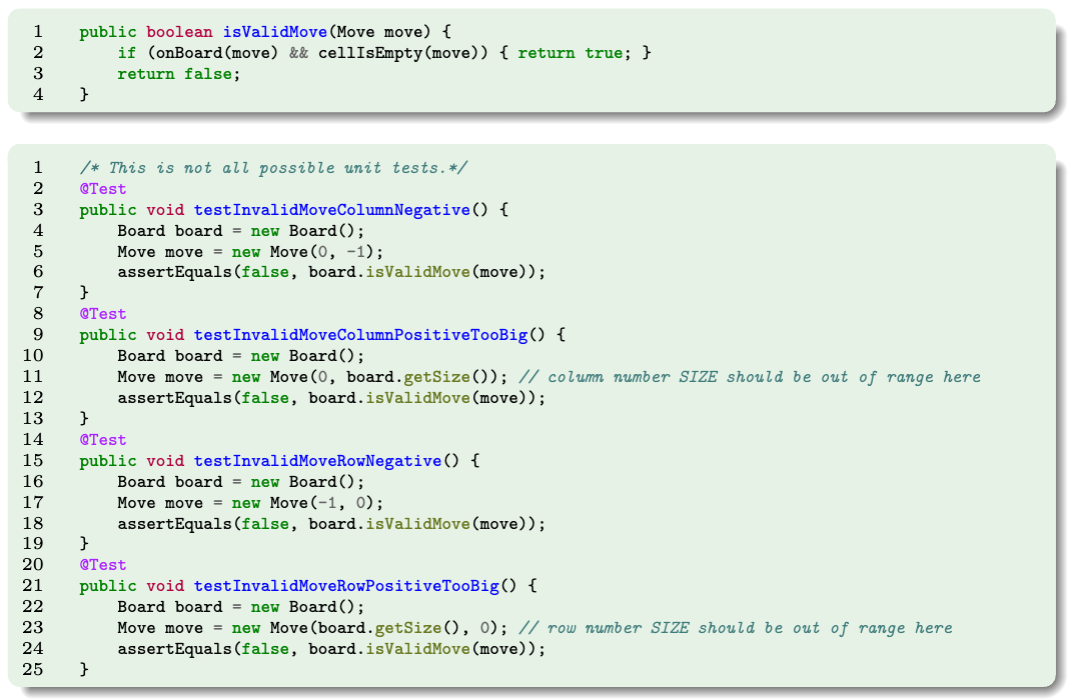 1 public boolean isValidMove(Move move) {
2 if (onBoard(move) && cellIsEmpty(move)) { return true; }
3 return false;
4 }
1 /* This is not all possible unit tests.*/
2 @Test
3 public void testInvalidMoveColumnNegative() {
4 Board board = new Board();
5 Move move = new Move(0, -1);
6 assertEquals(false, board.isValidMove(move));
7 }
8 @Test
9 public void testInvalidMoveColumnPositiveTooBig() {
10 Board board = new Board();
11 Move move = new Move(0, board.getSize()); // column number SIZE should be out of range here
12 assertEquals(false, board.isValidMove(move));
13 }
14 @Test
15 public void testInvalidMoveRowNegative() {
16 Board board = new Board();
17 Move move = new Move(-1, 0);
18 assertEquals(false, board.isValidMove(move));
19 }
20 @Test
21 public void testInvalidMoveRowPositiveTooBig() {
22 Board board = new Board();
23 Move move = new Move(board.getSize(), 0); // row number SIZE should be out of range here
24 assertEquals(false, board.isValidMove(move));
25 }